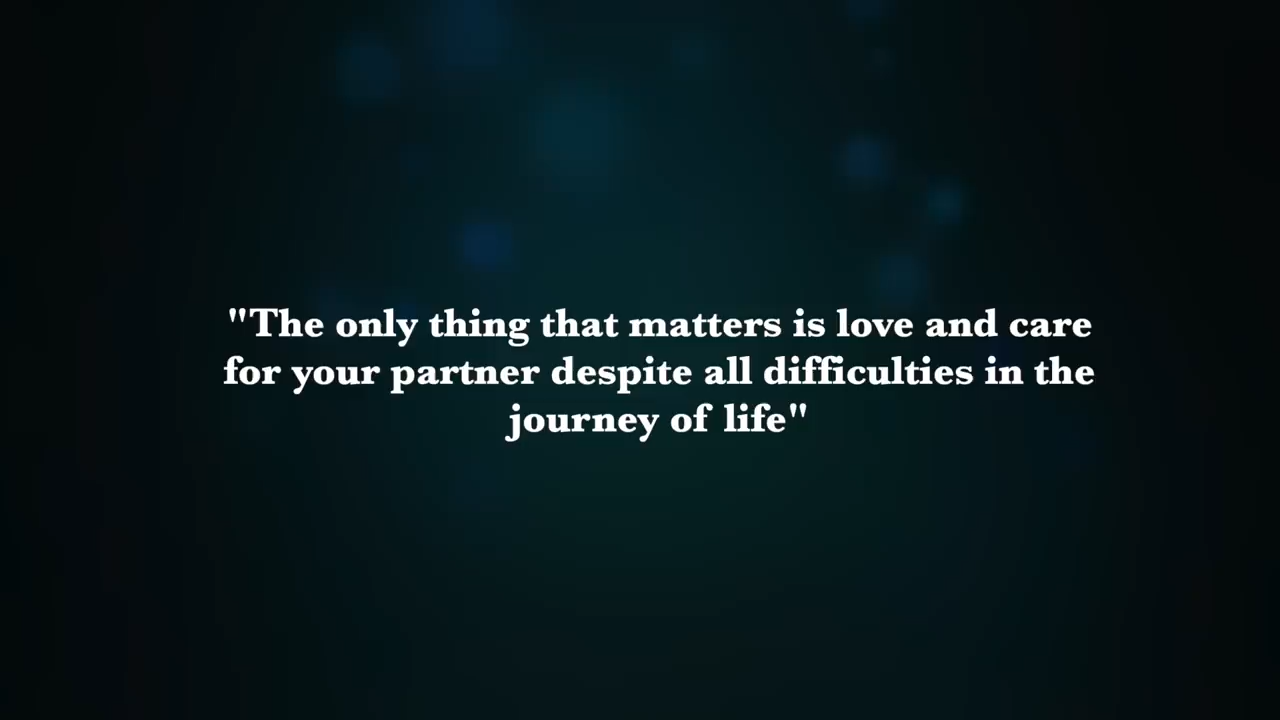 "The only thing that matters is love and care
for your partner despite all difficulties in the
journey of life"